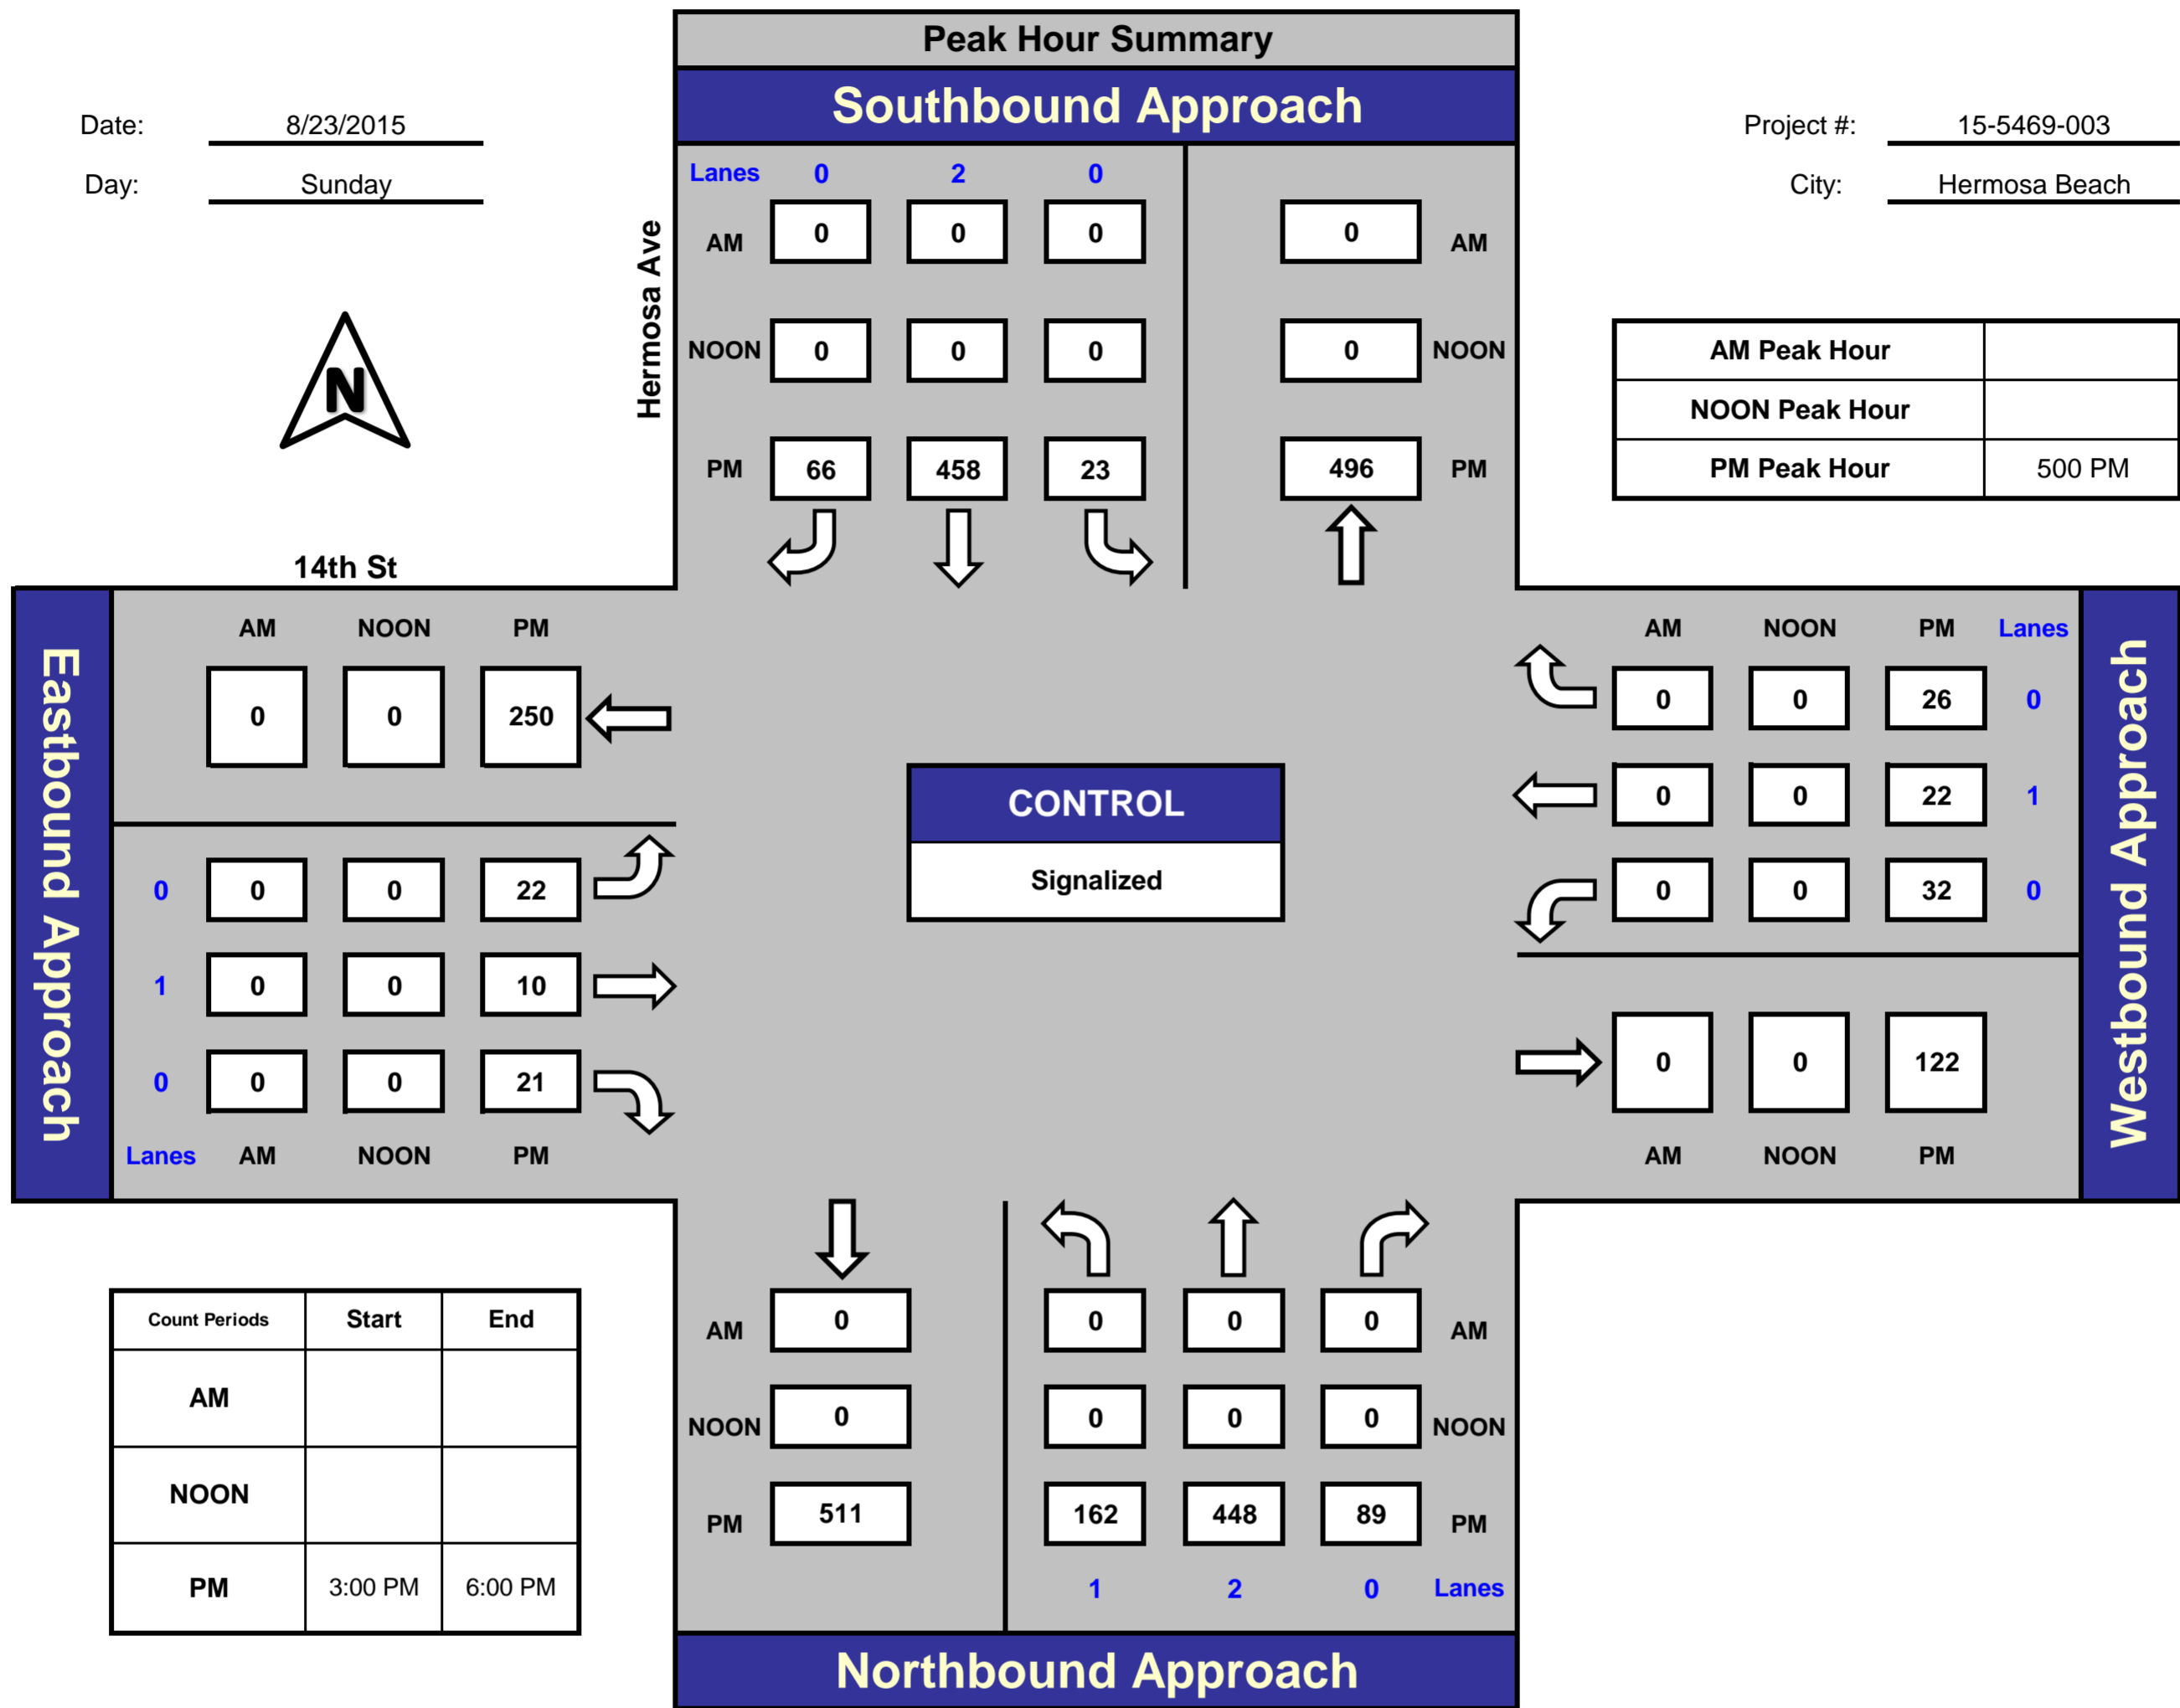 Peak Hour Summary
Southbound Approach
Date: 8/23/2015
Project #: 15-5469-003
Day: Sunday
City: Hermosa Beach
Hermosa Ave
Lanes 0 2 0
AM 0 0 0 0 AM
NOON 0 0 0 0 NOON
PM 66 458 23 496 PM
N
AM Peak Hour
NOON Peak Hour
PM Peak Hour 500 PM
14th St
Eastbound Approach
AM NOON PM
0 0 250
0 0 0 22
1 0 0 10
0 0 0 21
Lanes AM NOON PM
CONTROL
Signalized
AM NOON PM Lanes
0 0 26 0
0 0 22 1
0 0 32 0
0 0 122
AM NOON PM
Westbound Approach
Count Periods Start End
AM
NOON
PM 3:00 PM 6:00 PM
AM 0 0 0 0 AM
NOON 0 0 0 0 NOON
PM 511 162 448 89 PM
1 2 0 Lanes
Northbound Approach